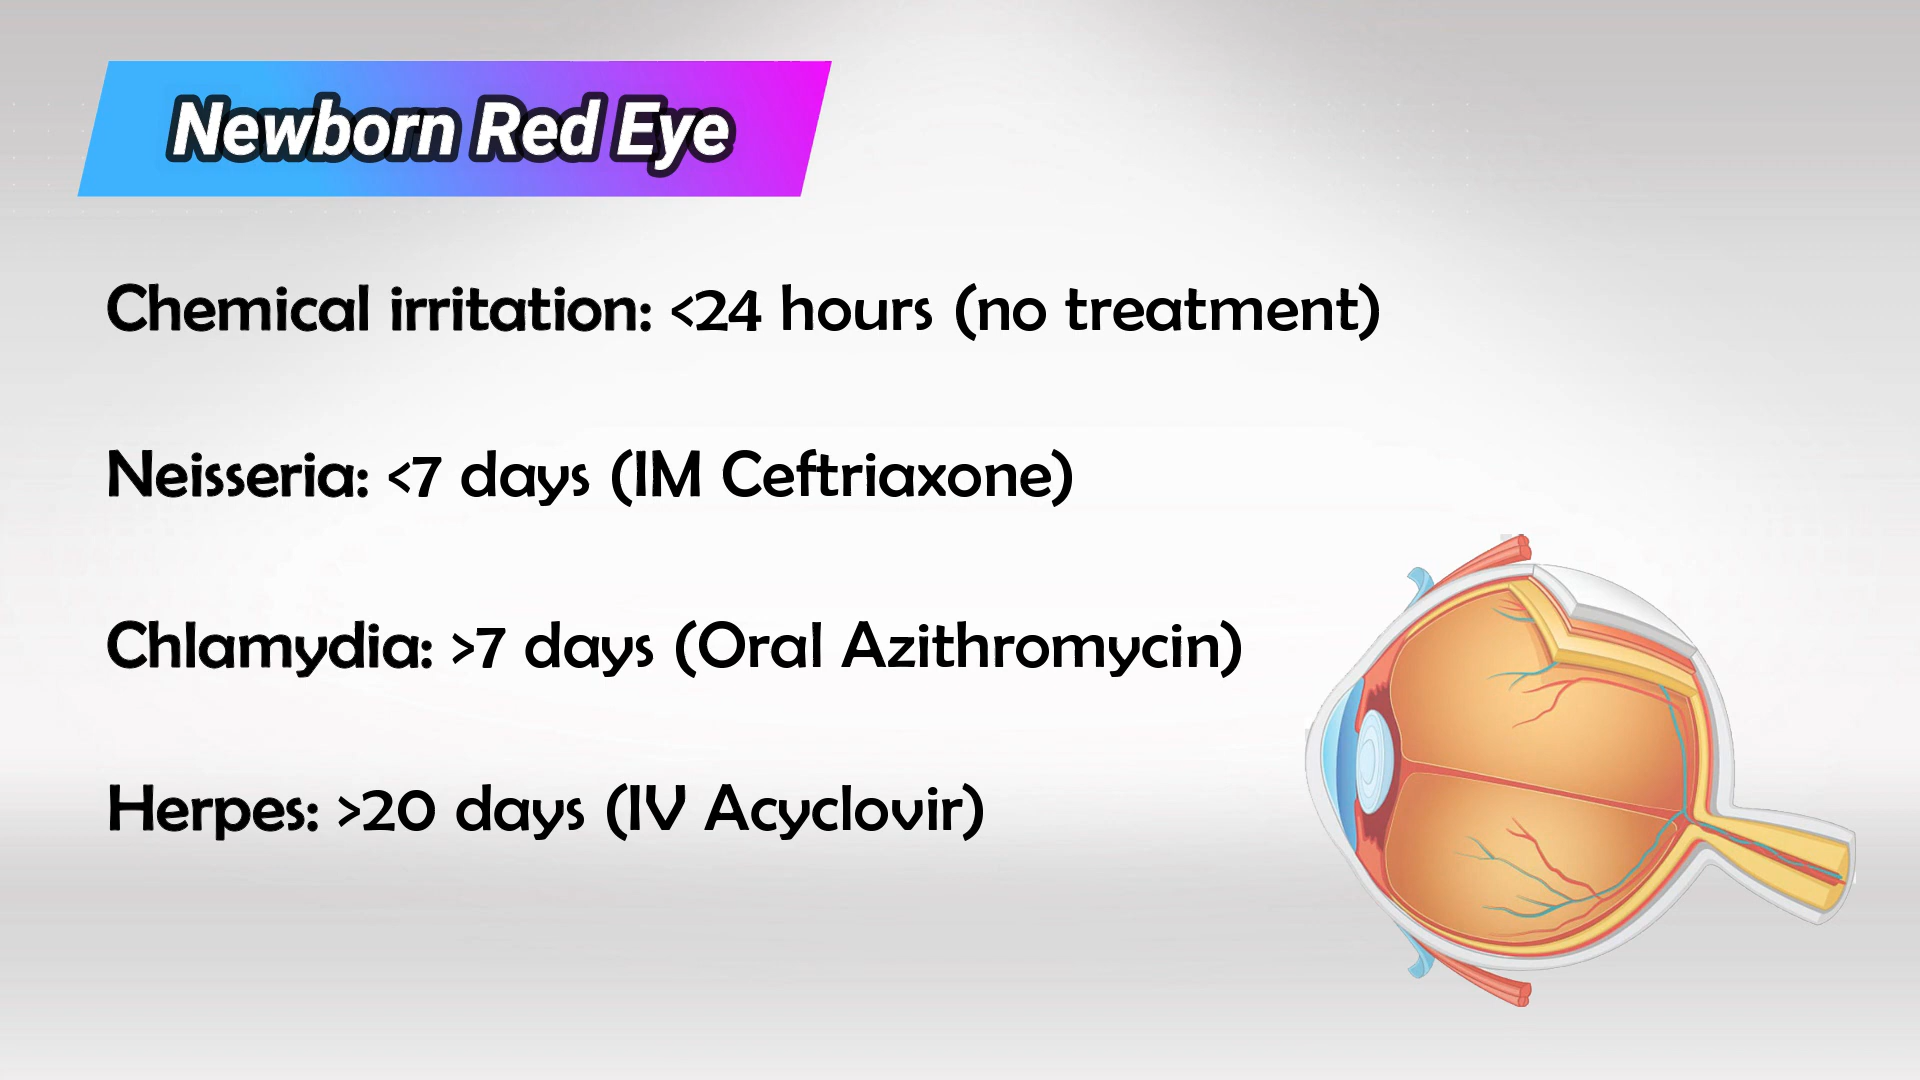 Newborn Red Eye
Chemical irritation: <24 hours (no treatment)
Neisseria: <7 days (IM Ceftriaxone)
Chlamydia: >7 days (Oral Azithromycin)
Herpes: >20 days (IV Acyclovir)